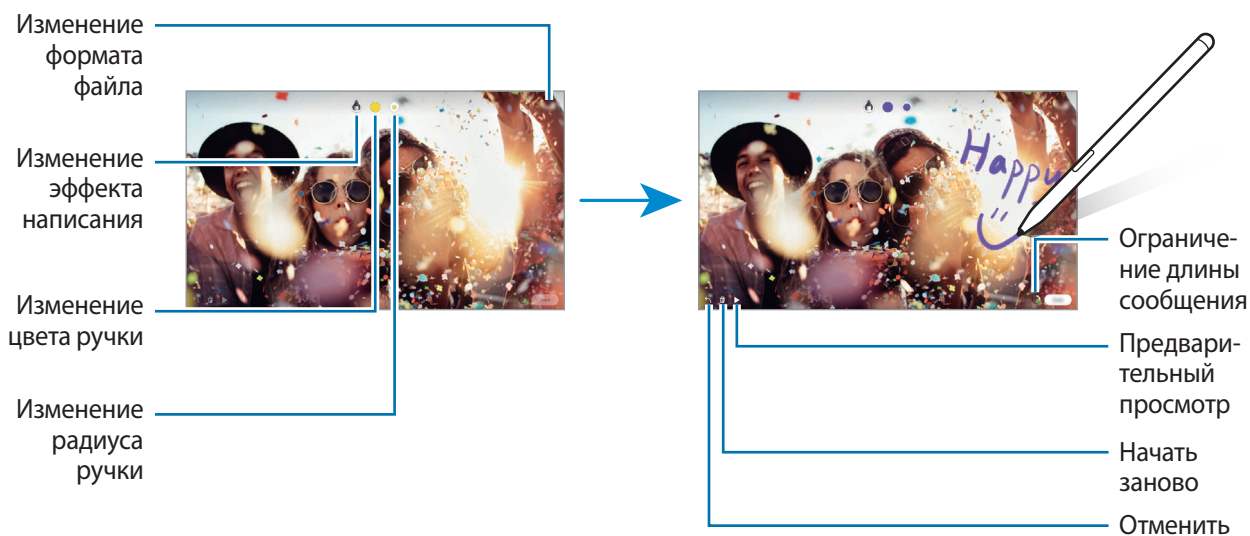 Изменение
формата
файла
Изменение
эффекта
написания
Изменение
цвета ручки
Изменение
радиуса
ручки
Happy
Ограниче-
ние длины
сообщения
Предвари-
тельный
просмотр
Начать
заново
Отменить